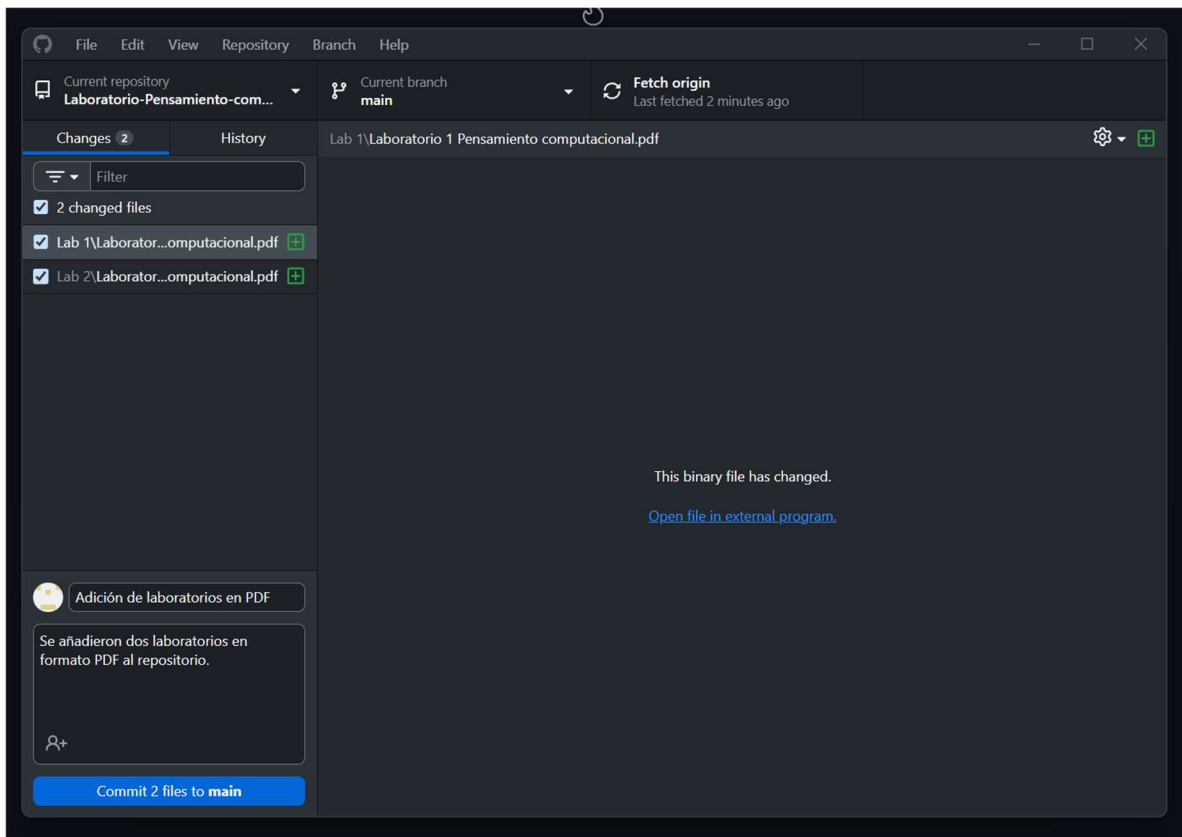 File Edit View Repository Branch Help
Current repository
Laboratorio-Pensamiento-com...
Current branch
main
Fetch origin
Last fetched 2 minutes ago
Changes 2 History
Lab 1\Laboratorio 1 Pensamiento computacional.pdf
Filter
2 changed files
Lab 1\Laborator...omputacional.pdf
Lab 2\Laborator...omputacional.pdf
This binary file has changed.
Open file in external program.
Adición de laboratorios en PDF
Se añadieron dos laboratorios en
formato PDF al repositorio.
Commit 2 files to main